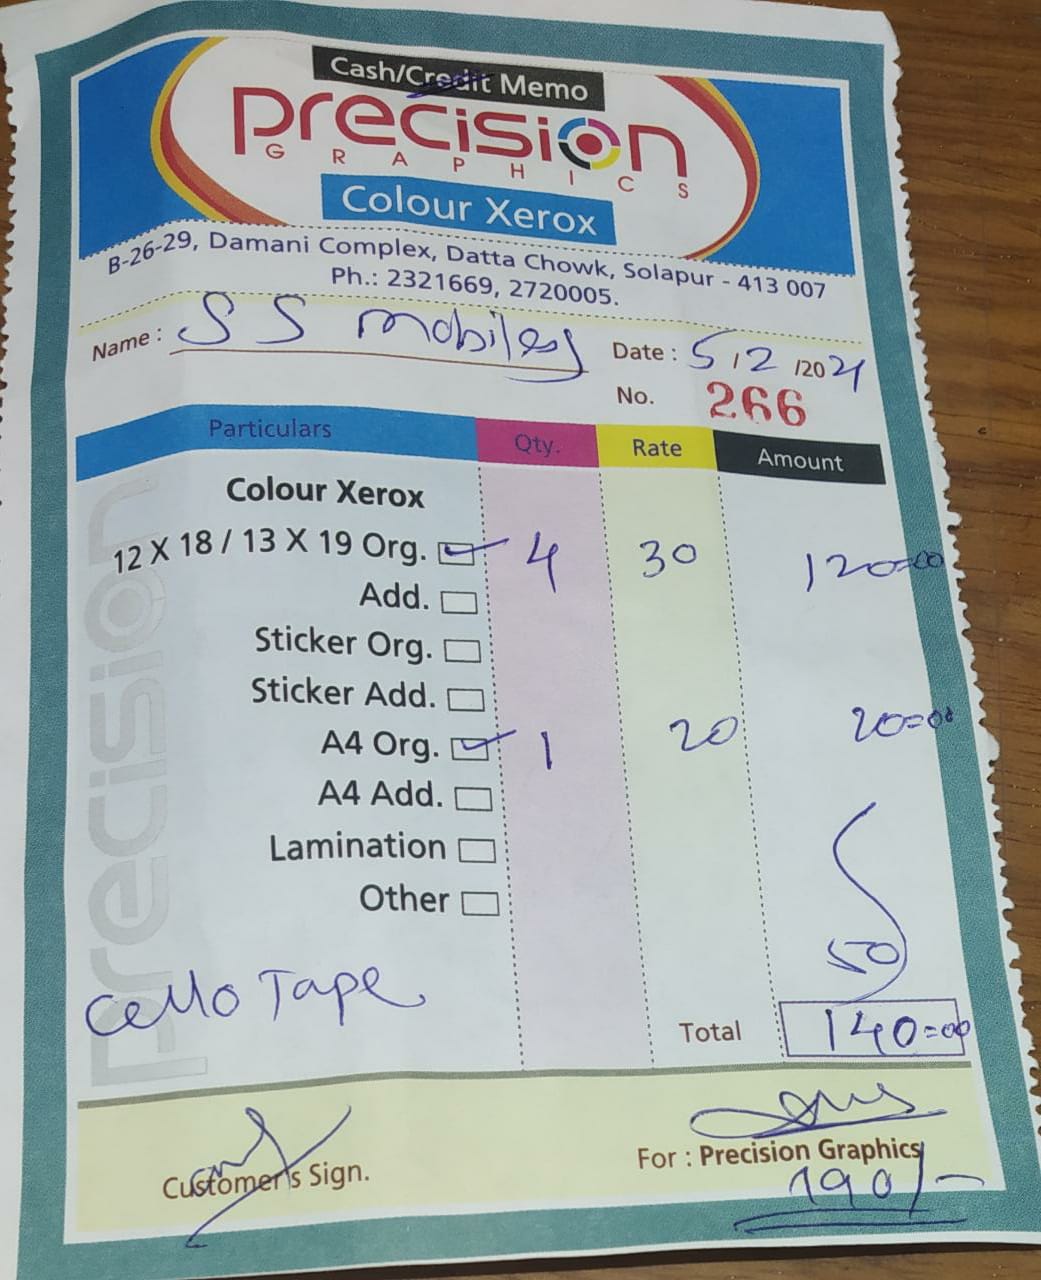 Cash/Credit Memo
precision
GRAPHICS
Colour Xerox
B-26-29, Damani Complex, Datta Chowk, Solapur - 413 007
Ph.: 2321669, 2720005.
Name : SS mobiles Date : 5/2/2021
No. 266
Particulars Qty. Rate Amount
Colour Xerox
12 X 18 / 13 X 19 Org. 4 30 120=00
Add.
Sticker Org.
Sticker Add.
A4 Org. 1 20 20=00
A4 Add.
Lamination
Other
50
Cello Tape
Total 140=00
Customer's Sign. For : Precision Graphics
190/-
precision